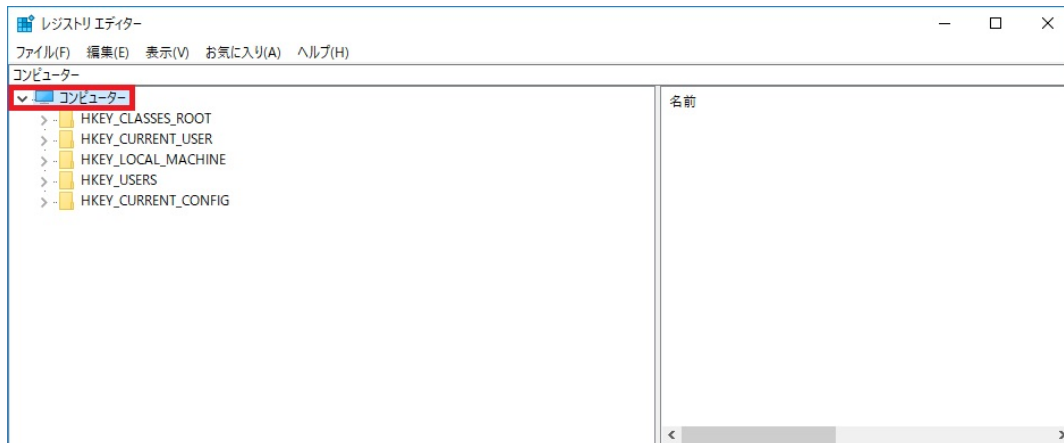 レジストリ エディター
ファイル(F) 編集(E) 表示(V) お気に入り(A) ヘルプ(H)
コンピューター
コンピューター
HKEY_CLASSES_ROOT
HKEY_CURRENT_USER
HKEY_LOCAL_MACHINE
HKEY_USERS
HKEY_CURRENT_CONFIG
名前